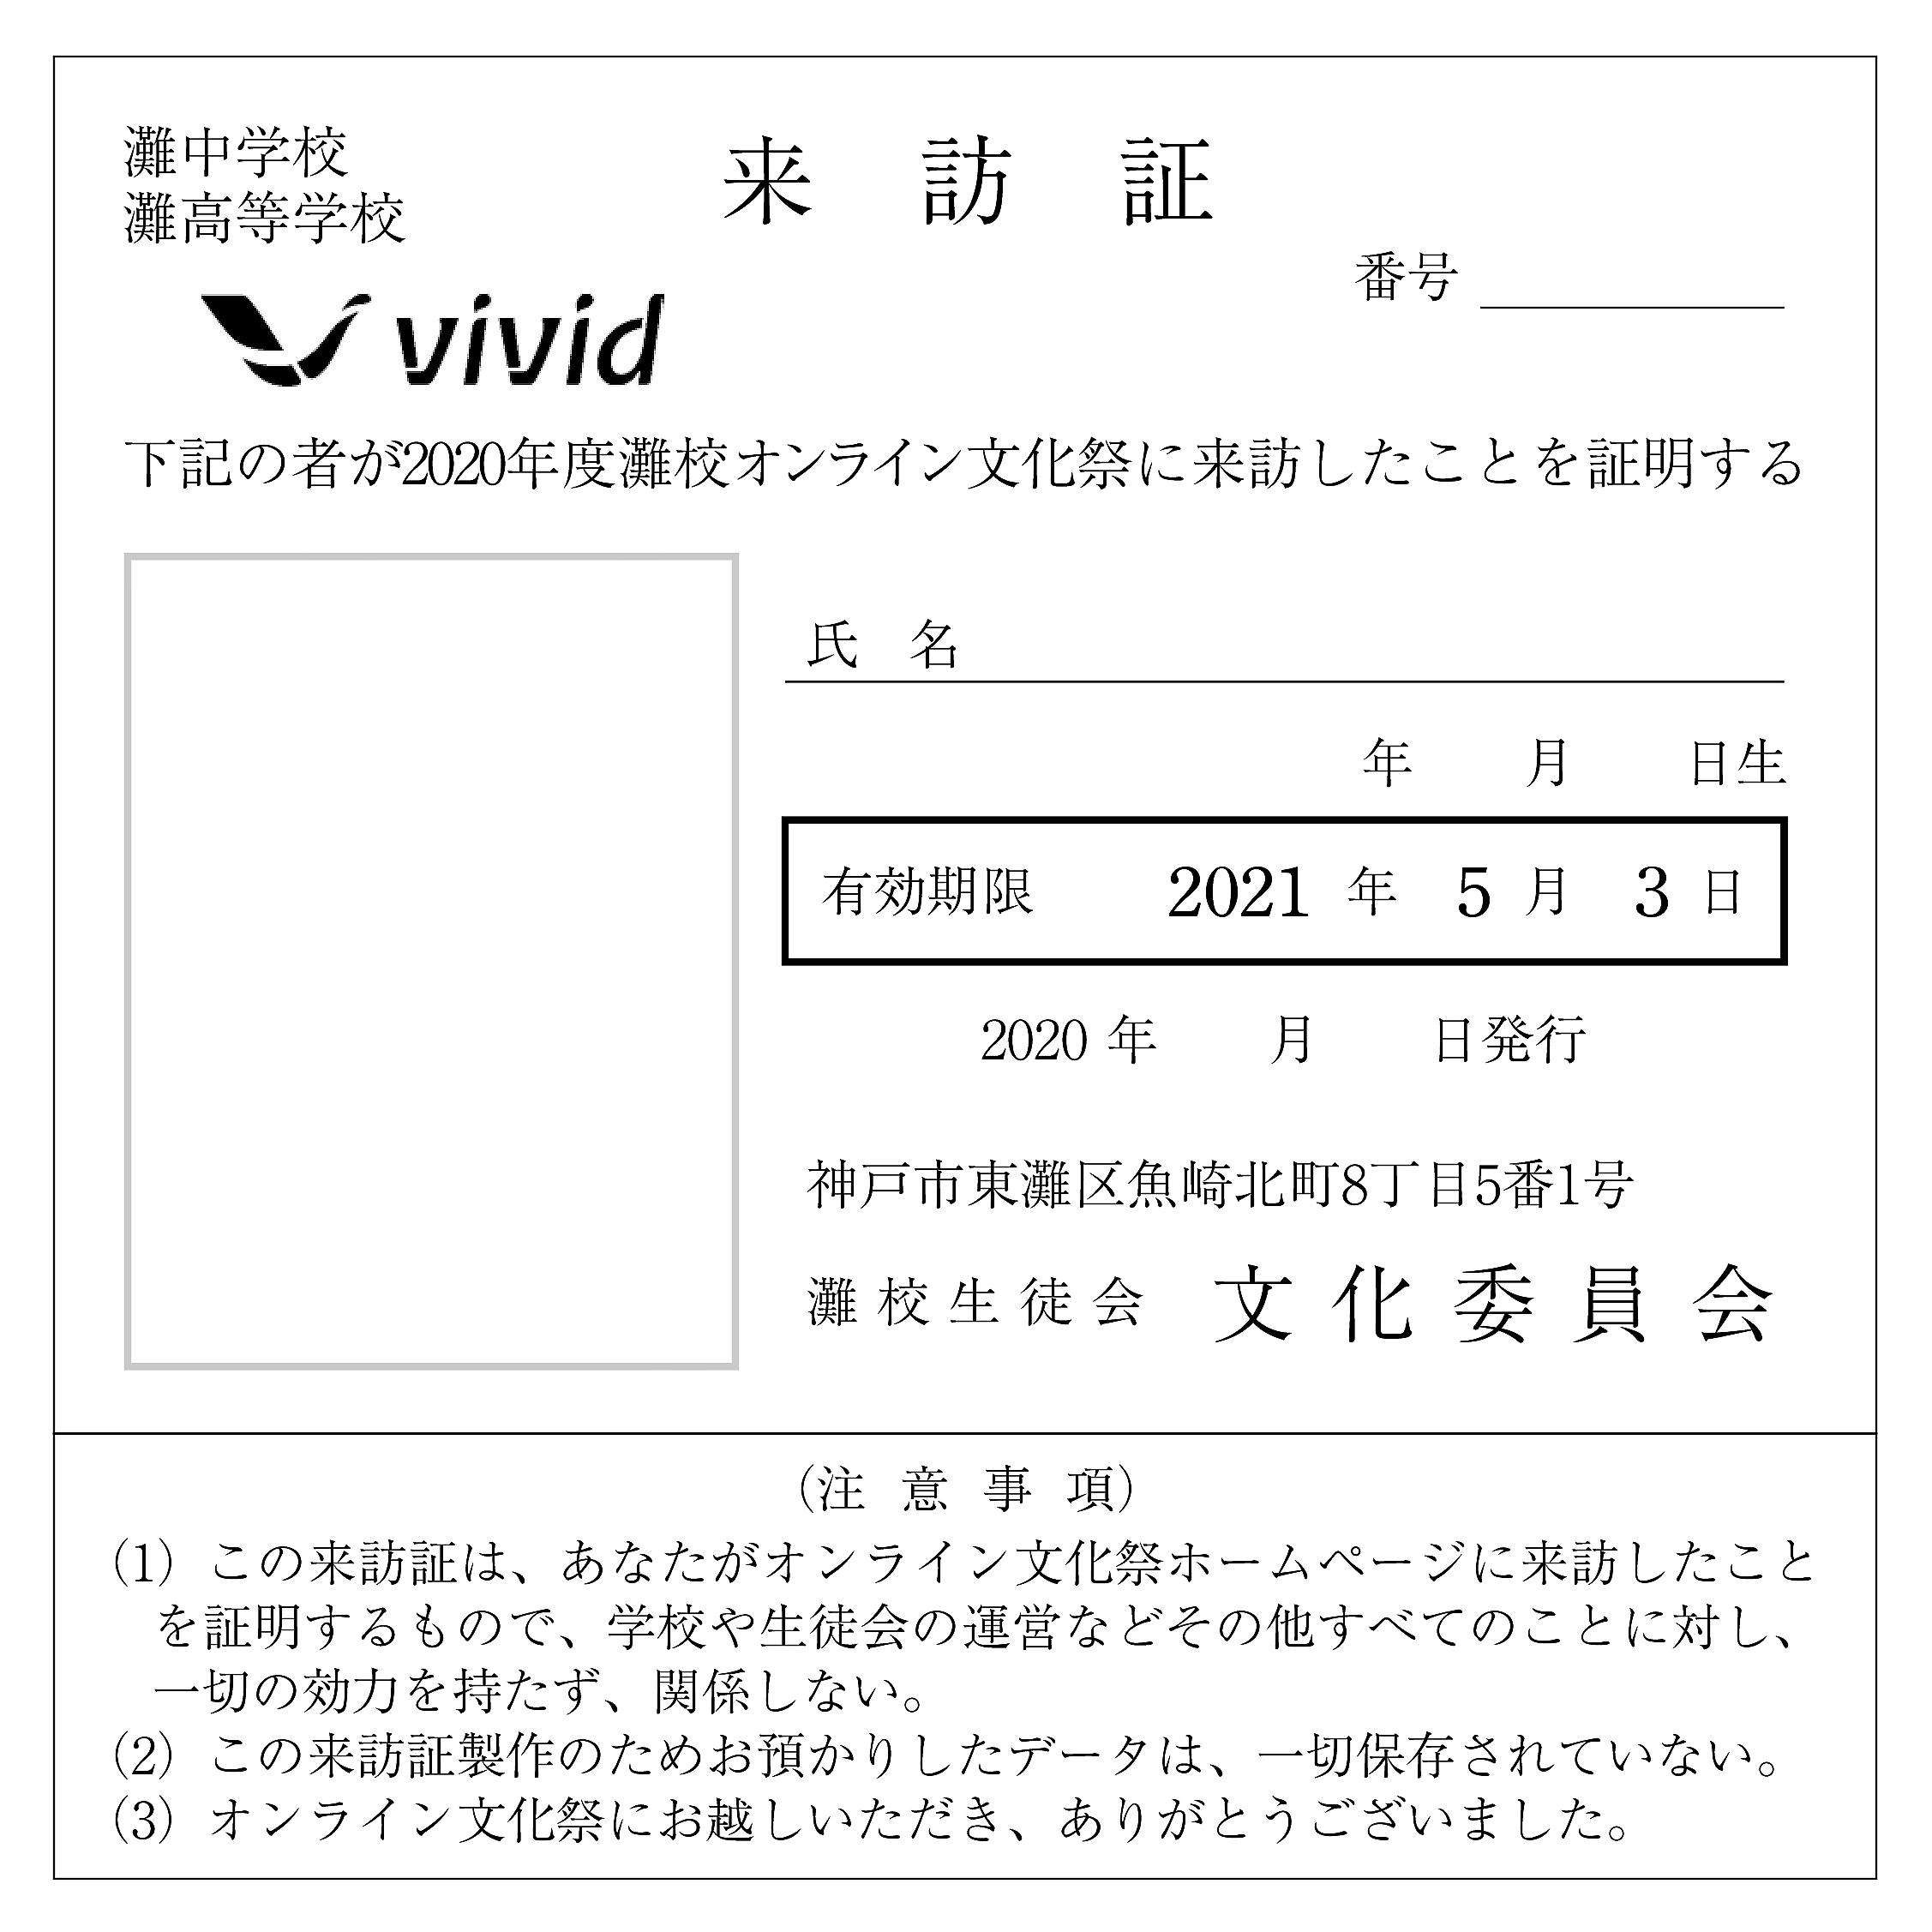 灘中学校
灘高等学校
来 訪 証
番号
vivid
下記の者が2020年度灘校オンライン文化祭に来訪したことを証明する
氏 名
年 月 日生
有効期限 2021 年 5 月 3 日
2020 年 月 日発行
神戸市東灘区魚崎北町8丁目5番1号
灘校生徒会 文化委員会
(注 意 事 項)
(1) この来訪証は、あなたがオンライン文化祭ホームページに来訪したこと
を証明するもので、学校や生徒会の運営などその他すべてのことに対し、
一切の効力を持たず、関係しない。
(2) この来訪証製作のためお預かりしたデータは、一切保存されていない。
(3) オンライン文化祭にお越しいただき、ありがとうございました。